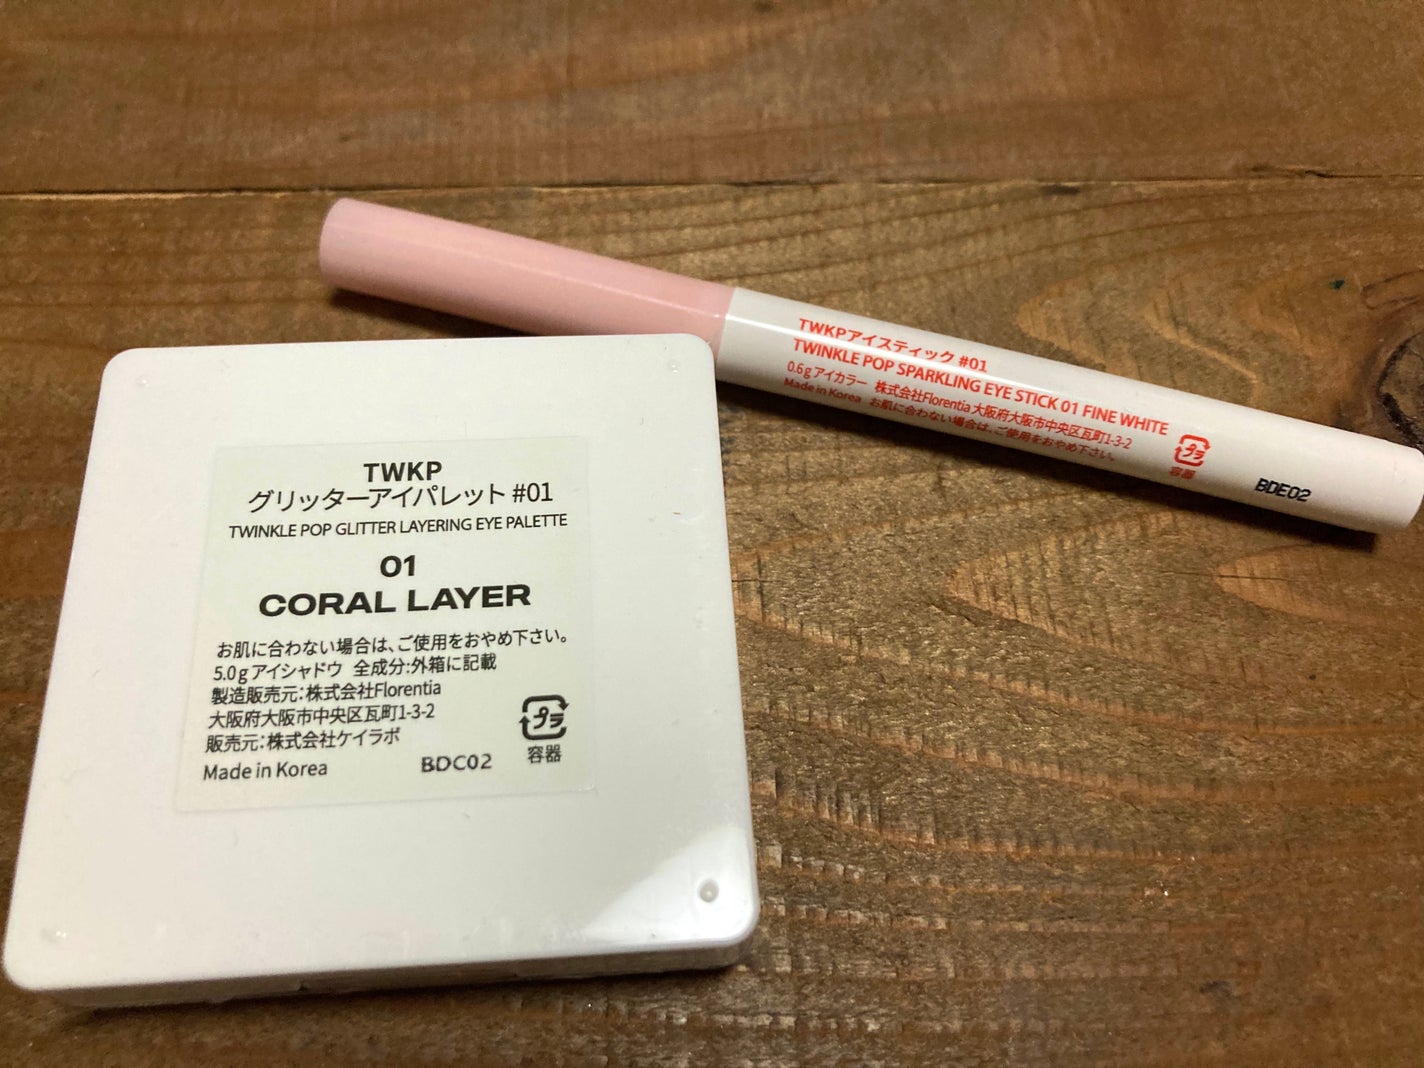 TWKPアイスティック #01
TWINKLE POP SPARKLING EYE STICK 01 FINE WHITE
0.6g アイカラー 株式会社Florentia 大阪府大阪市中央区瓦町1-3-2
Made in Korea お肌に合わない場合は、ご使用をおやめ下さい。
プラ
容器
BDE02
TWKP
グリッターアイパレット #01
TWINKLE POP GLITTER LAYERING EYE PALETTE
01
CORAL LAYER
お肌に合わない場合は、ご使用をおやめ下さい。
5.0g アイシャドウ 全成分:外箱に記載
製造販売元:株式会社Florentia
大阪府大阪市中央区瓦町1-3-2
販売元:株式会社ケイラボ
Made in Korea
BDC02
プラ
容器